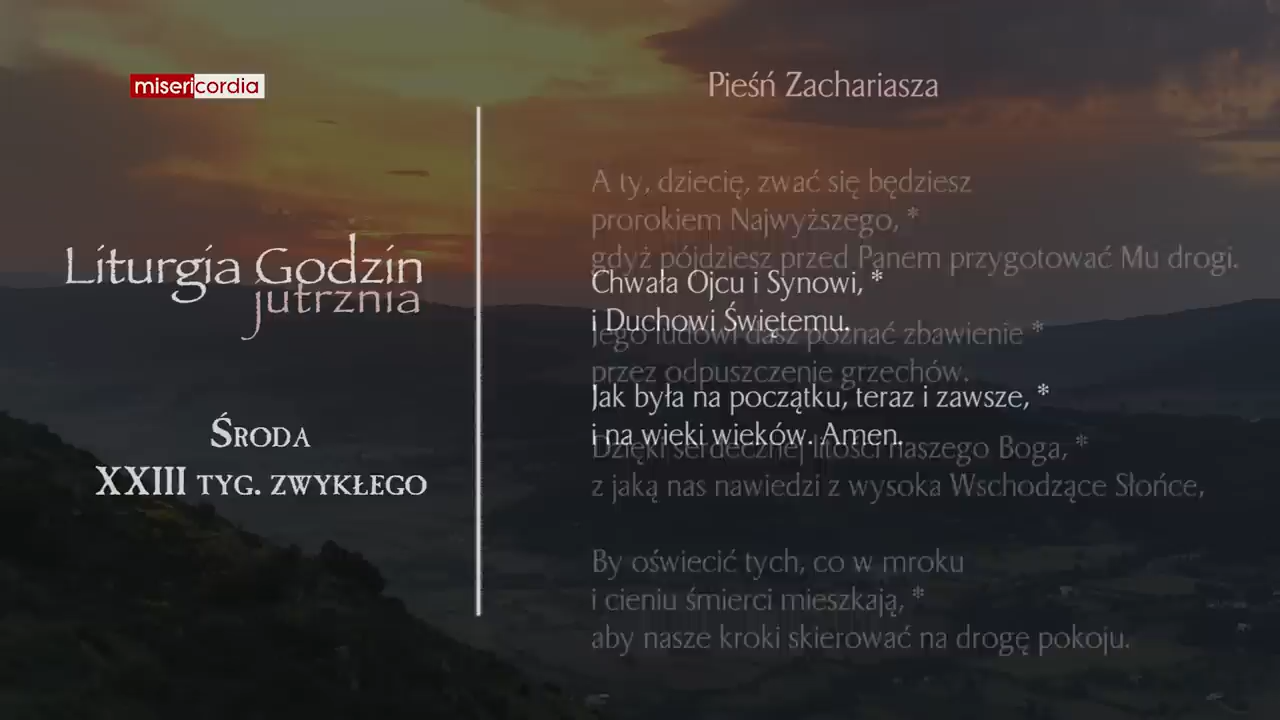 misericordia
Liturgia Godzin
jutrznia
Środa
XXIII tyg. zwykłego
Pieśń Zachariasza
A ty, dziecię, zwać się będziesz
prorokiem Najwyższego, *
gdyż pójdziesz przed Panem przygotować Mu drogi.
Chwała Ojcu i Synowi, *
i Duchowi Świętemu.
Jego ludowi dasz poznać zbawienie *
przez odpuszczenie grzechów.
Jak była na początku, teraz i zawsze, *
i na wieki wieków. Amen.
Dzięki serdecznej litości naszego Boga, *
z jaką nas nawiedzi z wysoka Wschodzące Słońce,
By oświecić tych, co w mroku
i cieniu śmierci mieszkają, *
aby nasze kroki skierować na drogę pokoju.